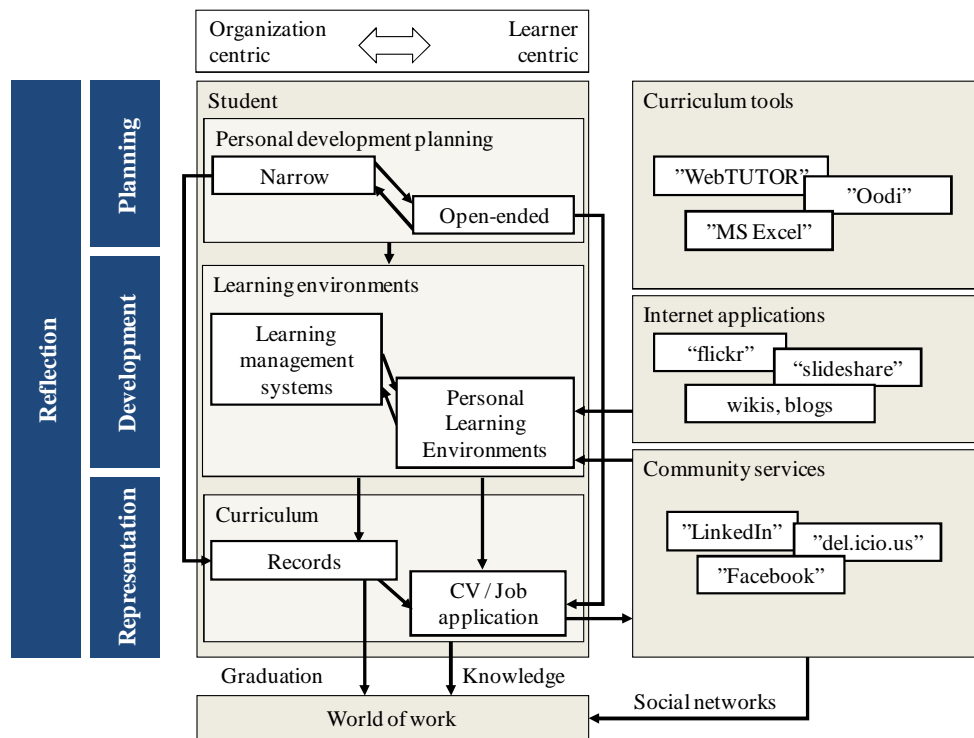 Organization
centric
Learner
centric
Reflection
Planning
Development
Representation
Student
Personal development planning
Narrow
Open-ended
Learning environments
Learning
management
systems
Personal
Learning
Environments
Curriculum
Records
CV / Job
application
Graduation
Knowledge
World of work
Curriculum tools
”WebTUTOR”
”Oodi”
”MS Excel”
Internet applications
“flickr”
“slideshare”
wikis, blogs
Community services
”LinkedIn”
”del.icio.us”
”Facebook”
Social networks